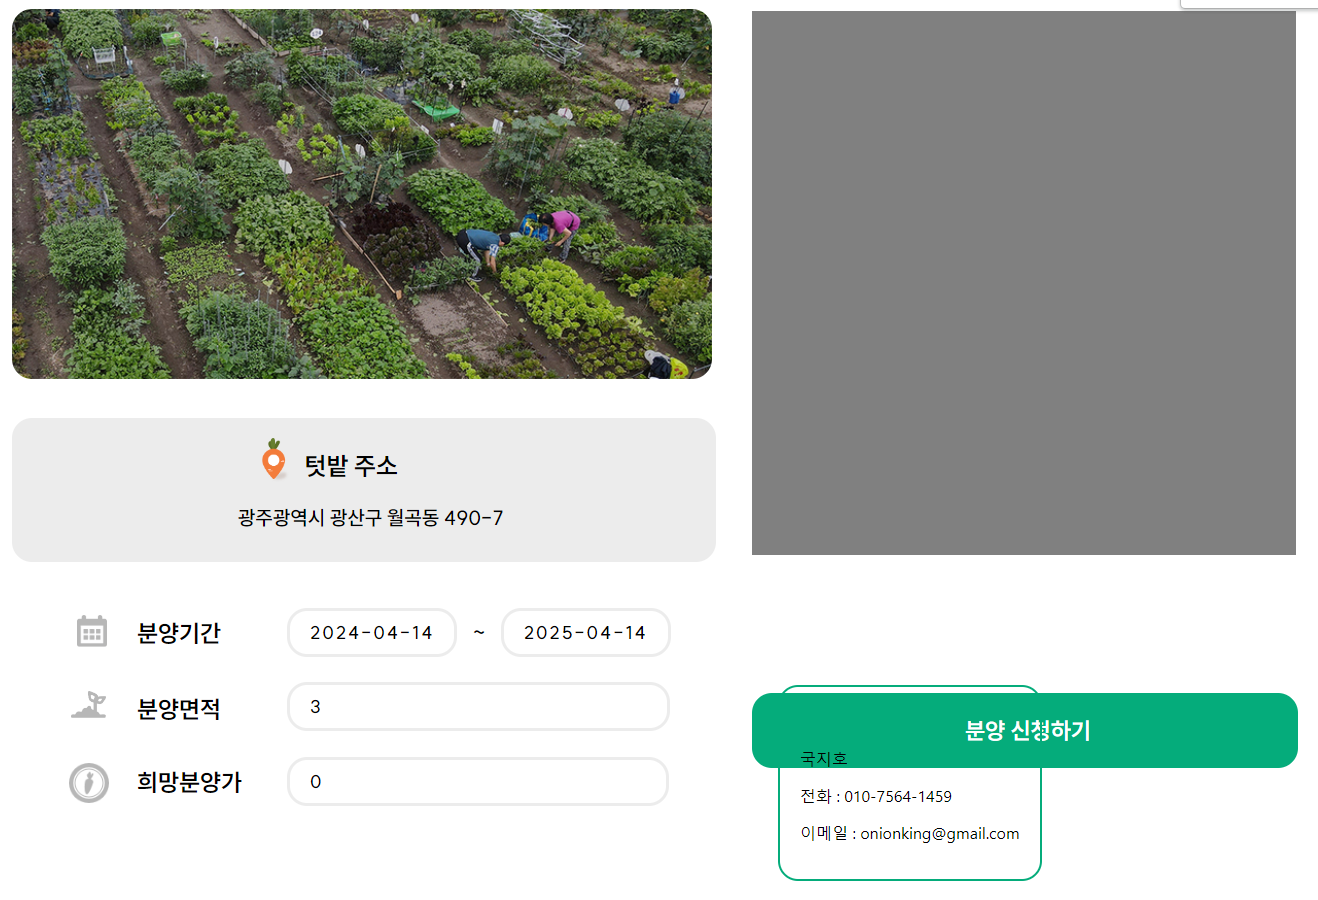 텃밭 주소
광주광역시 광산구 월곡동 490-7
분양기간
2024-04-14 ~ 2025-04-14
분양면적
3
희망분양가
0
분양 신청하기
국지호
전화 : 010-7564-1459
이메일 : onionking@gmail.com